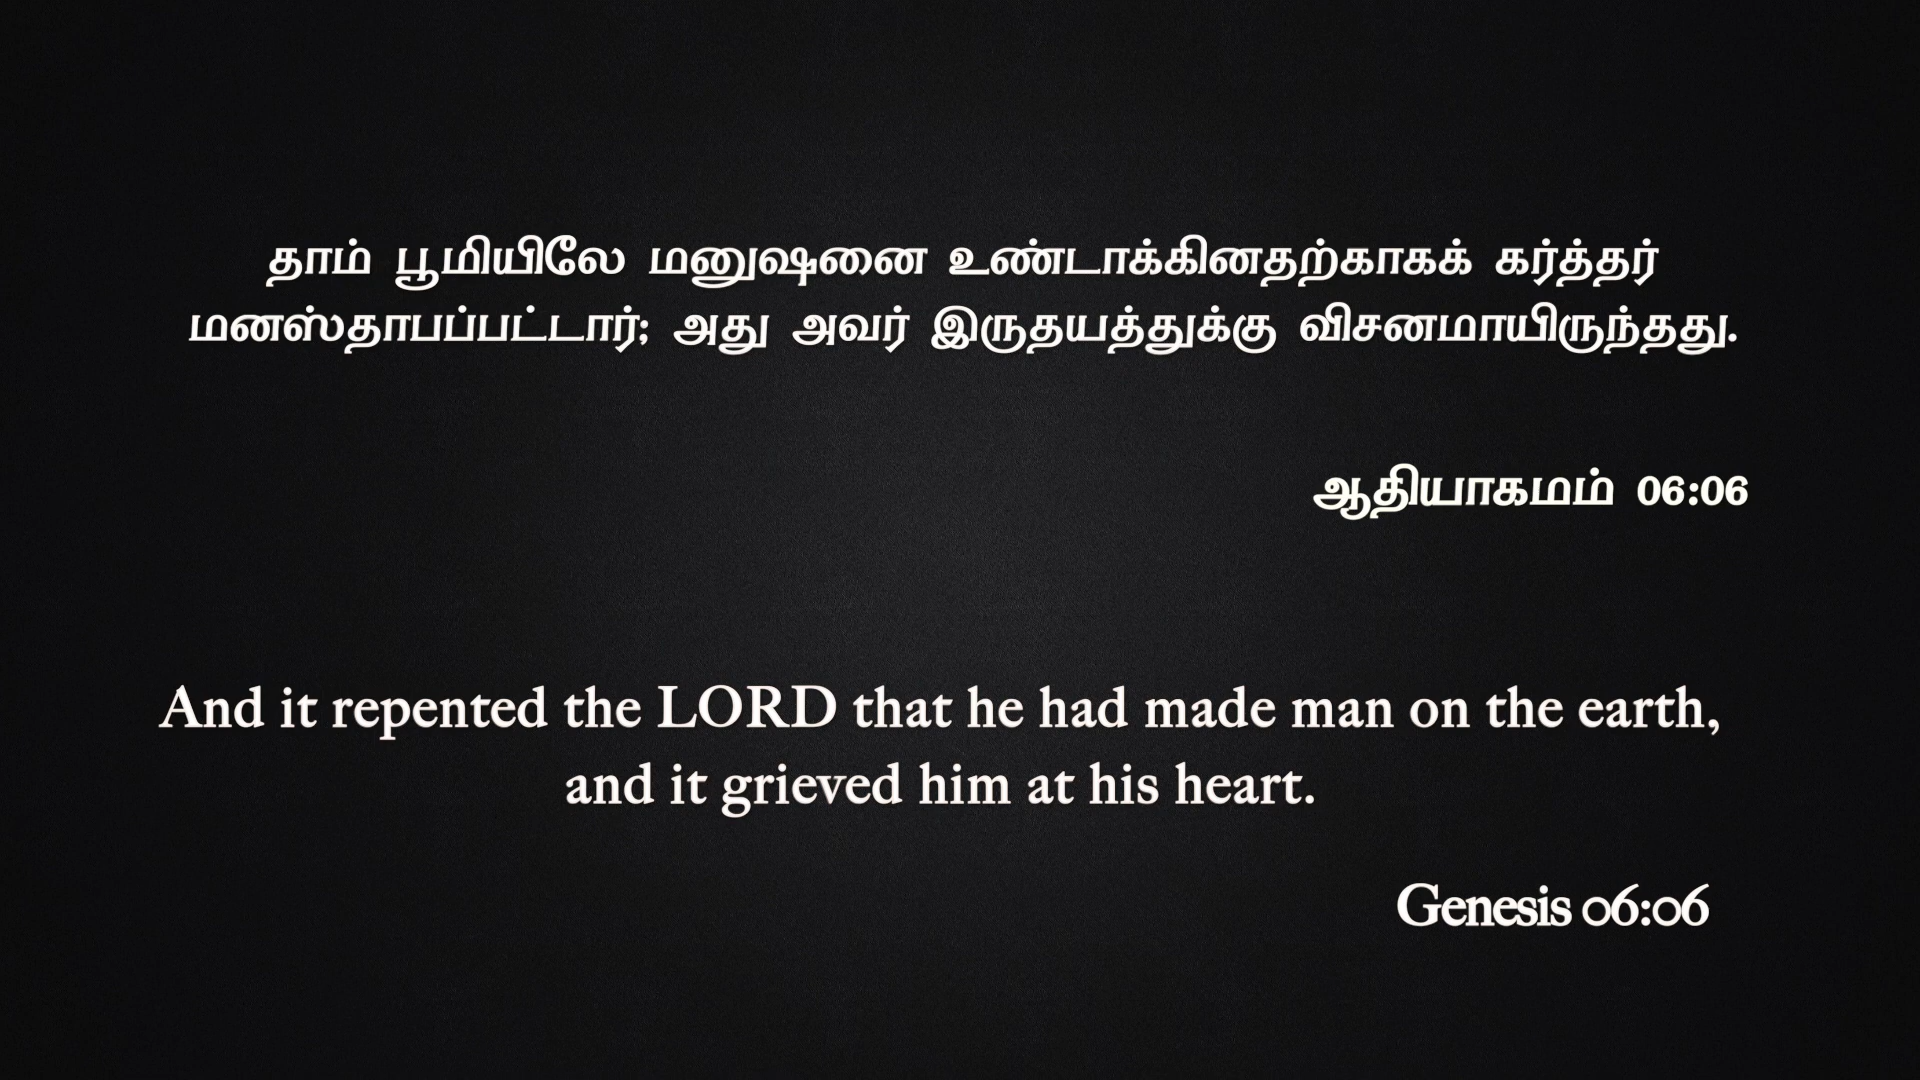 தாம் பூமியிலே மனுஷனை உண்டாக்கினதற்காகக் கர்த்தர்
மனஸ்தாபப்பட்டார்; அது அவர் இருதயத்துக்கு விசனமாயிருந்தது.
ஆதியாகமம் 06:06
And it repented the LORD that he had made man on the earth,
and it grieved him at his heart.
Genesis 06:06